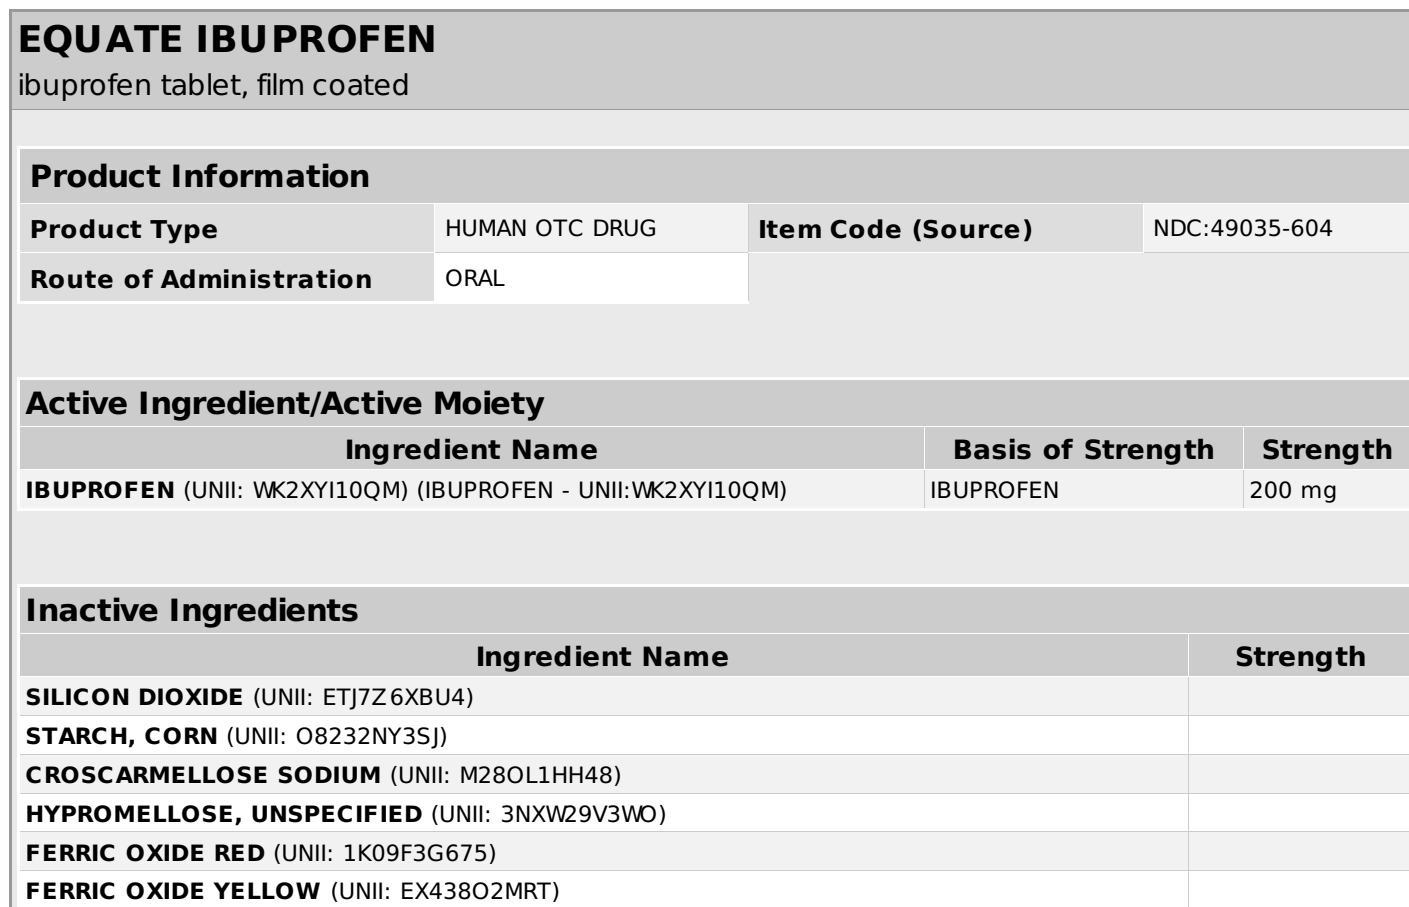 EQUATE IBUPROFEN
ibuprofen tablet, film coated
Product Information
Product Type HUMAN OTC DRUG Item Code (Source) NDC:49035-604
Route of Administration ORAL
Active Ingredient/Active Moiety
Ingredient Name Basis of Strength Strength
IBUPROFEN (UNII: WK2XYI10QM) (IBUPROFEN - UNII:WK2XYI10QM) IBUPROFEN 200 mg
Inactive Ingredients
Ingredient Name Strength
SILICON DIOXIDE (UNII: ETJ7Z6XBU4)
STARCH, CORN (UNII: O8232NY3SJ)
CROSCARMELLOSE SODIUM (UNII: M28OL1HH48)
HYPROMELLOSE, UNSPECIFIED (UNII: 3NXW29V3WO)
FERRIC OXIDE RED (UNII: 1K09F3G675)
FERRIC OXIDE YELLOW (UNII: EX438O2MRT)